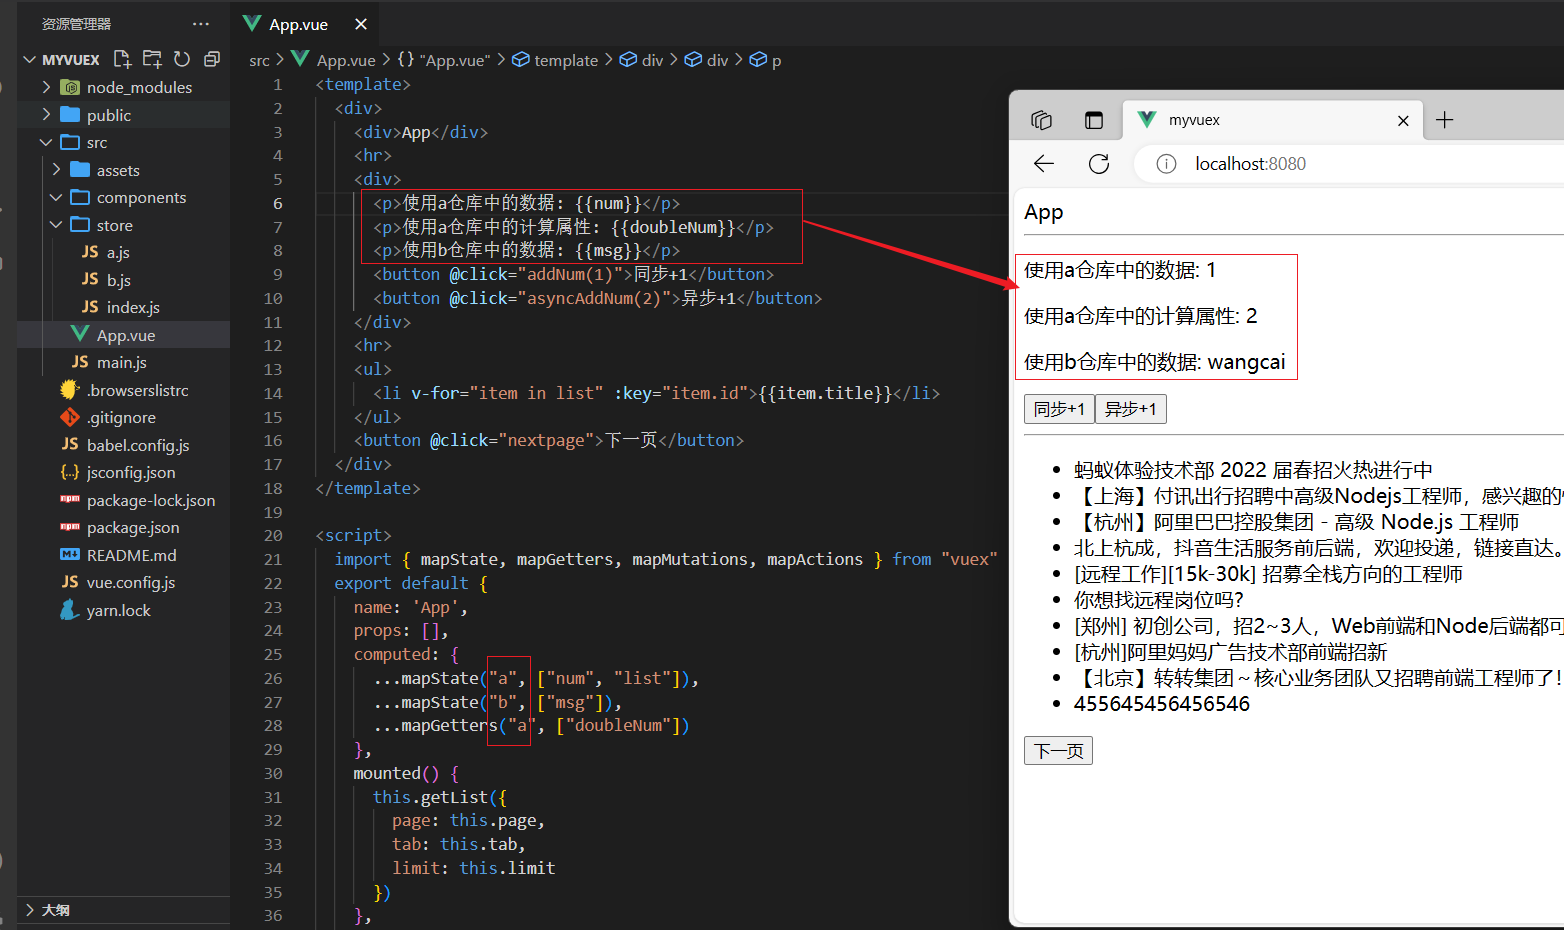 资源管理器
MYVUEX
node_modules
public
src
assets
components
store
JS a.js
JS b.js
JS index.js
App.vue
JS main.js
.browserslistrc
.gitignore
JS babel.config.js
{..} jsconfig.json
npm package-lock.json
npm package.json
M↓ README.md
JS vue.config.js
yarn.lock
大纲
App.vue
src > App.vue > {} "App.vue" > template > div > div > p
1 <template>
2 <div>
3 <div>App</div>
4 <hr>
5 <div>
6 <p>使用a仓库中的数据: {{num}}</p>
7 <p>使用a仓库中的计算属性: {{doubleNum}}</p>
8 <p>使用b仓库中的数据: {{msg}}</p>
9 <button @click="addNum(1)">同步+1</button>
10 <button @click="asyncAddNum(2)">异步+1</button>
11 </div>
12 <hr>
13 <ul>
14 <li v-for="item in list" :key="item.id">{{item.title}}</li>
15 </ul>
16 <button @click="nextpage">下一页</button>
17 </div>
18 </template>
19
20 <script>
21 import { mapState, mapGetters, mapMutations, mapActions } from "vuex"
22 export default {
23 name: 'App',
24 props: [],
25 computed: {
26 ...mapState("a", ["num", "list"]),
27 ...mapState("b", ["msg"]),
28 ...mapGetters("a", ["doubleNum"])
29 },
30 mounted() {
31 this.getList({
32 page: this.page,
33 tab: this.tab,
34 limit: this.limit
35 })
36 },
myvuex
localhost:8080
App
使用a仓库中的数据: 1
使用a仓库中的计算属性: 2
使用b仓库中的数据: wangcai
同步+1 异步+1
蚂蚁体验技术部 2022 届春招火热进行中
【上海】付讯出行招聘中高级Nodejs工程师，感兴趣的
【杭州】阿里巴巴控股集团 - 高级 Node.js 工程师
北上杭成，抖音生活服务前后端，欢迎投递，链接直达。
[远程工作][15k-30k] 招募全栈方向的工程师
你想找远程岗位吗?
[郑州] 初创公司，招2~3人，Web前端和Node后端都可
[杭州]阿里妈妈广告技术部前端招新
【北京】转转集团～核心业务团队又招聘前端工程师了!
455645456456546
下一页